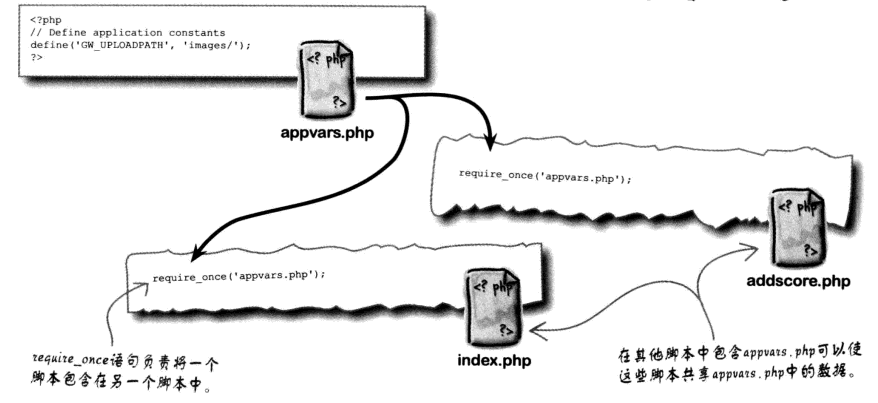 <?php
// Define application constants
define('GW_UPLOADPATH', 'images/');
?>
<? php
?>
appvars.php
require_once('appvars.php');
<? php
?>
addscore.php
require_once('appvars.php');
<? php
?>
index.php
require_once语句负责将一个
脚本包含在另一个脚本中。
在其他脚本中包含appvars.php可以使
这些脚本共享appvars.php中的数据。